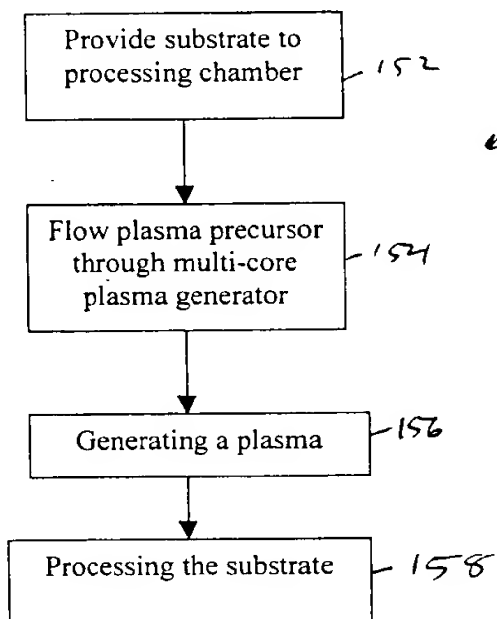 Provide substrate to
processing chamber
152
Flow plasma precursor
through multi-core
plasma generator
154
Generating a plasma
156
Processing the substrate
158